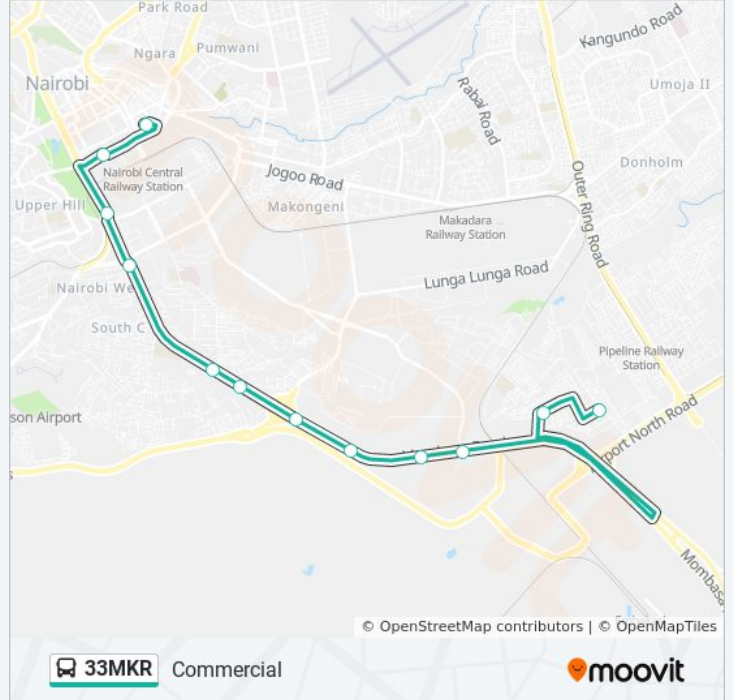 Park Road
Kangundo Road
Ngara
Pumwani
Nairobi
Umoja II
Rabai Road
Donholm
Nairobi Central
Railway Station
Jogoo Road
Outer Ring Road
Upper Hill
Makongeni
Makadara
Railway Station
Lunga Lunga Road
Nairobi We
South C
Pipeline Railway
Station
son Airport
Airport North Road
Mombasa
© OpenStreetMap contributors | © OpenMapTiles
33MKR
Commercial
moovit